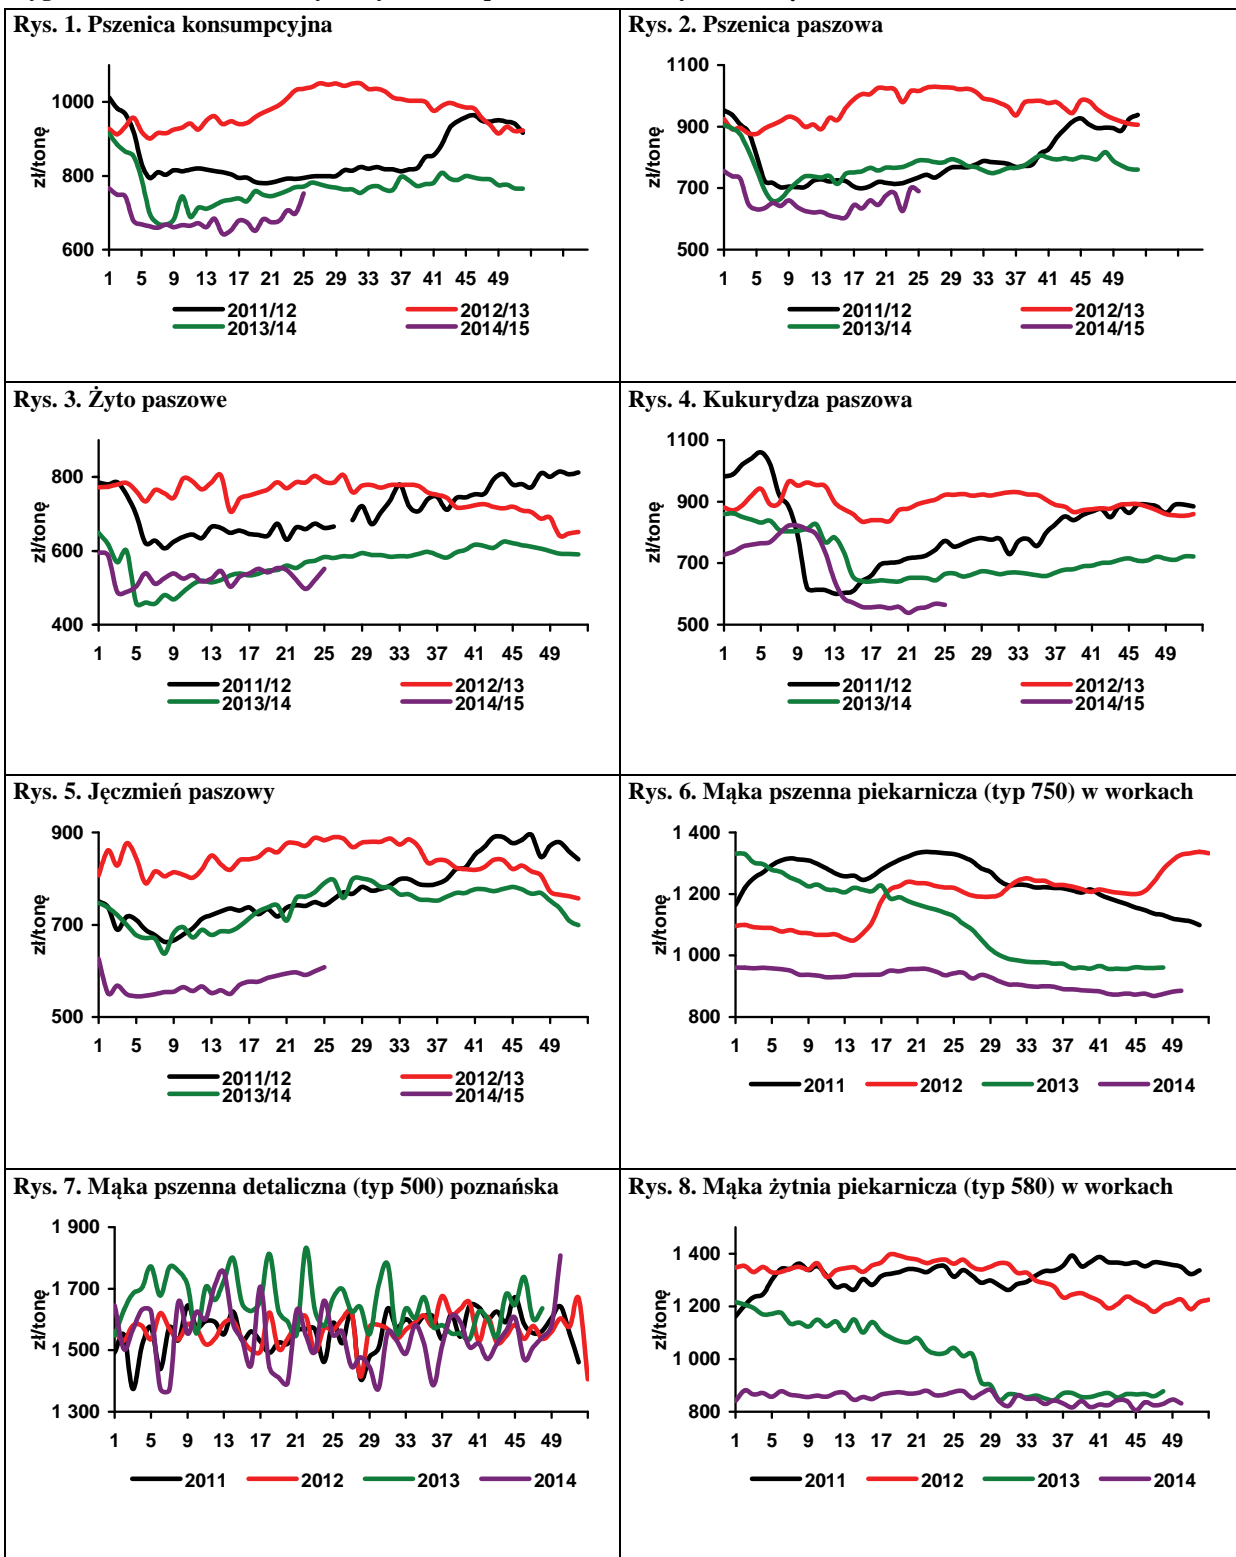 Rys. 1. Pszenica konsumpcyjna
zł/tonę
1000
800
600
1 5 9 13 17 21 25 29 33 37 41 45 49
2011/12 2012/13
2013/14 2014/15
Rys. 2. Pszenica paszowa
zł/tonę
1100
900
700
500
1 5 9 13 17 21 25 29 33 37 41 45 49
2011/12 2012/13
2013/14 2014/15
Rys. 3. Żyto paszowe
zł/tonę
800
600
400
1 5 9 13 17 21 25 29 33 37 41 45 49
2011/12 2012/13
2013/14 2014/15
Rys. 4. Kukurydza paszowa
zł/tonę
1100
900
700
500
1 5 9 13 17 21 25 29 33 37 41 45 49
2011/12 2012/13
2013/14 2014/15
Rys. 5. Jęczmień paszowy
zł/tonę
900
700
500
1 5 9 13 17 21 25 29 33 37 41 45 49
2011/12 2012/13
2013/14 2014/15
Rys. 6. Mąka pszenna piekarnicza (typ 750) w workach
zł/tonę
1 400
1 200
1 000
800
1 5 9 13 17 21 25 29 33 37 41 45 49
2011 2012 2013 2014
Rys. 7. Mąka pszenna detaliczna (typ 500) poznańska
zł/tonę
1 900
1 700
1 500
1 300
1 5 9 13 17 21 25 29 33 37 41 45 49
2011 2012 2013 2014
Rys. 8. Mąka żytnia piekarnicza (typ 580) w workach
zł/tonę
1 400
1 200
1 000
800
1 5 9 13 17 21 25 29 33 37 41 45 49
2011 2012 2013 2014